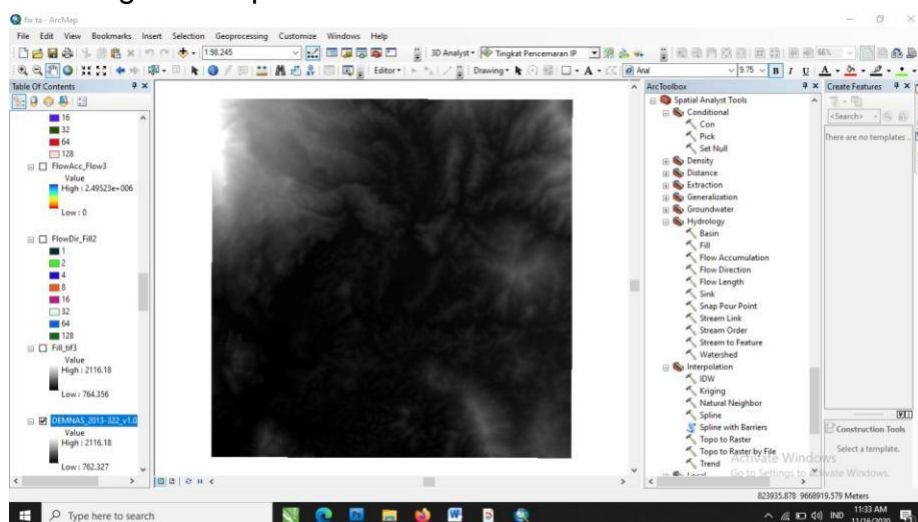 fix ta - ArcMap
File Edit View Bookmarks Insert Selection Geoprocessing Customize Windows Help
1:98.245
3D Analyst
Tingkat Pencemaran IP
66%
Editor
Drawing
Arial
9.75
B I U
A
Table Of Contents
16
32
64
128
FlowAcc_Flow3
Value
High : 2.49523e+006
Low : 0
FlowDir_Fill2
1
2
4
8
16
32
64
128
Fill_tif3
Value
High : 2116.18
Low : 764.356
DEMNAS_2013-322_v1.0
Value
High : 2116.18
Low : 762.327
ArcToolbox
Spatial Analyst Tools
Conditional
Con
Pick
Set Null
Density
Distance
Extraction
Generalization
Groundwater
Hydrology
Basin
Fill
Flow Accumulation
Flow Direction
Flow Length
Sink
Snap Pour Point
Stream Link
Stream Order
Stream to Feature
Watershed
Interpolation
IDW
Kriging
Natural Neighbor
Spline
Spline with Barriers
Topo to Raster
Topo to Raster by File
Trend
Local
Create Features
<Search>
There are no templates
Construction Tools
Select a template.
Activate Windows
Go to Settings to activate Windows.
823935.878 9668919.579 Meters
Type here to search
IND
11:33 AM
11/16/2020